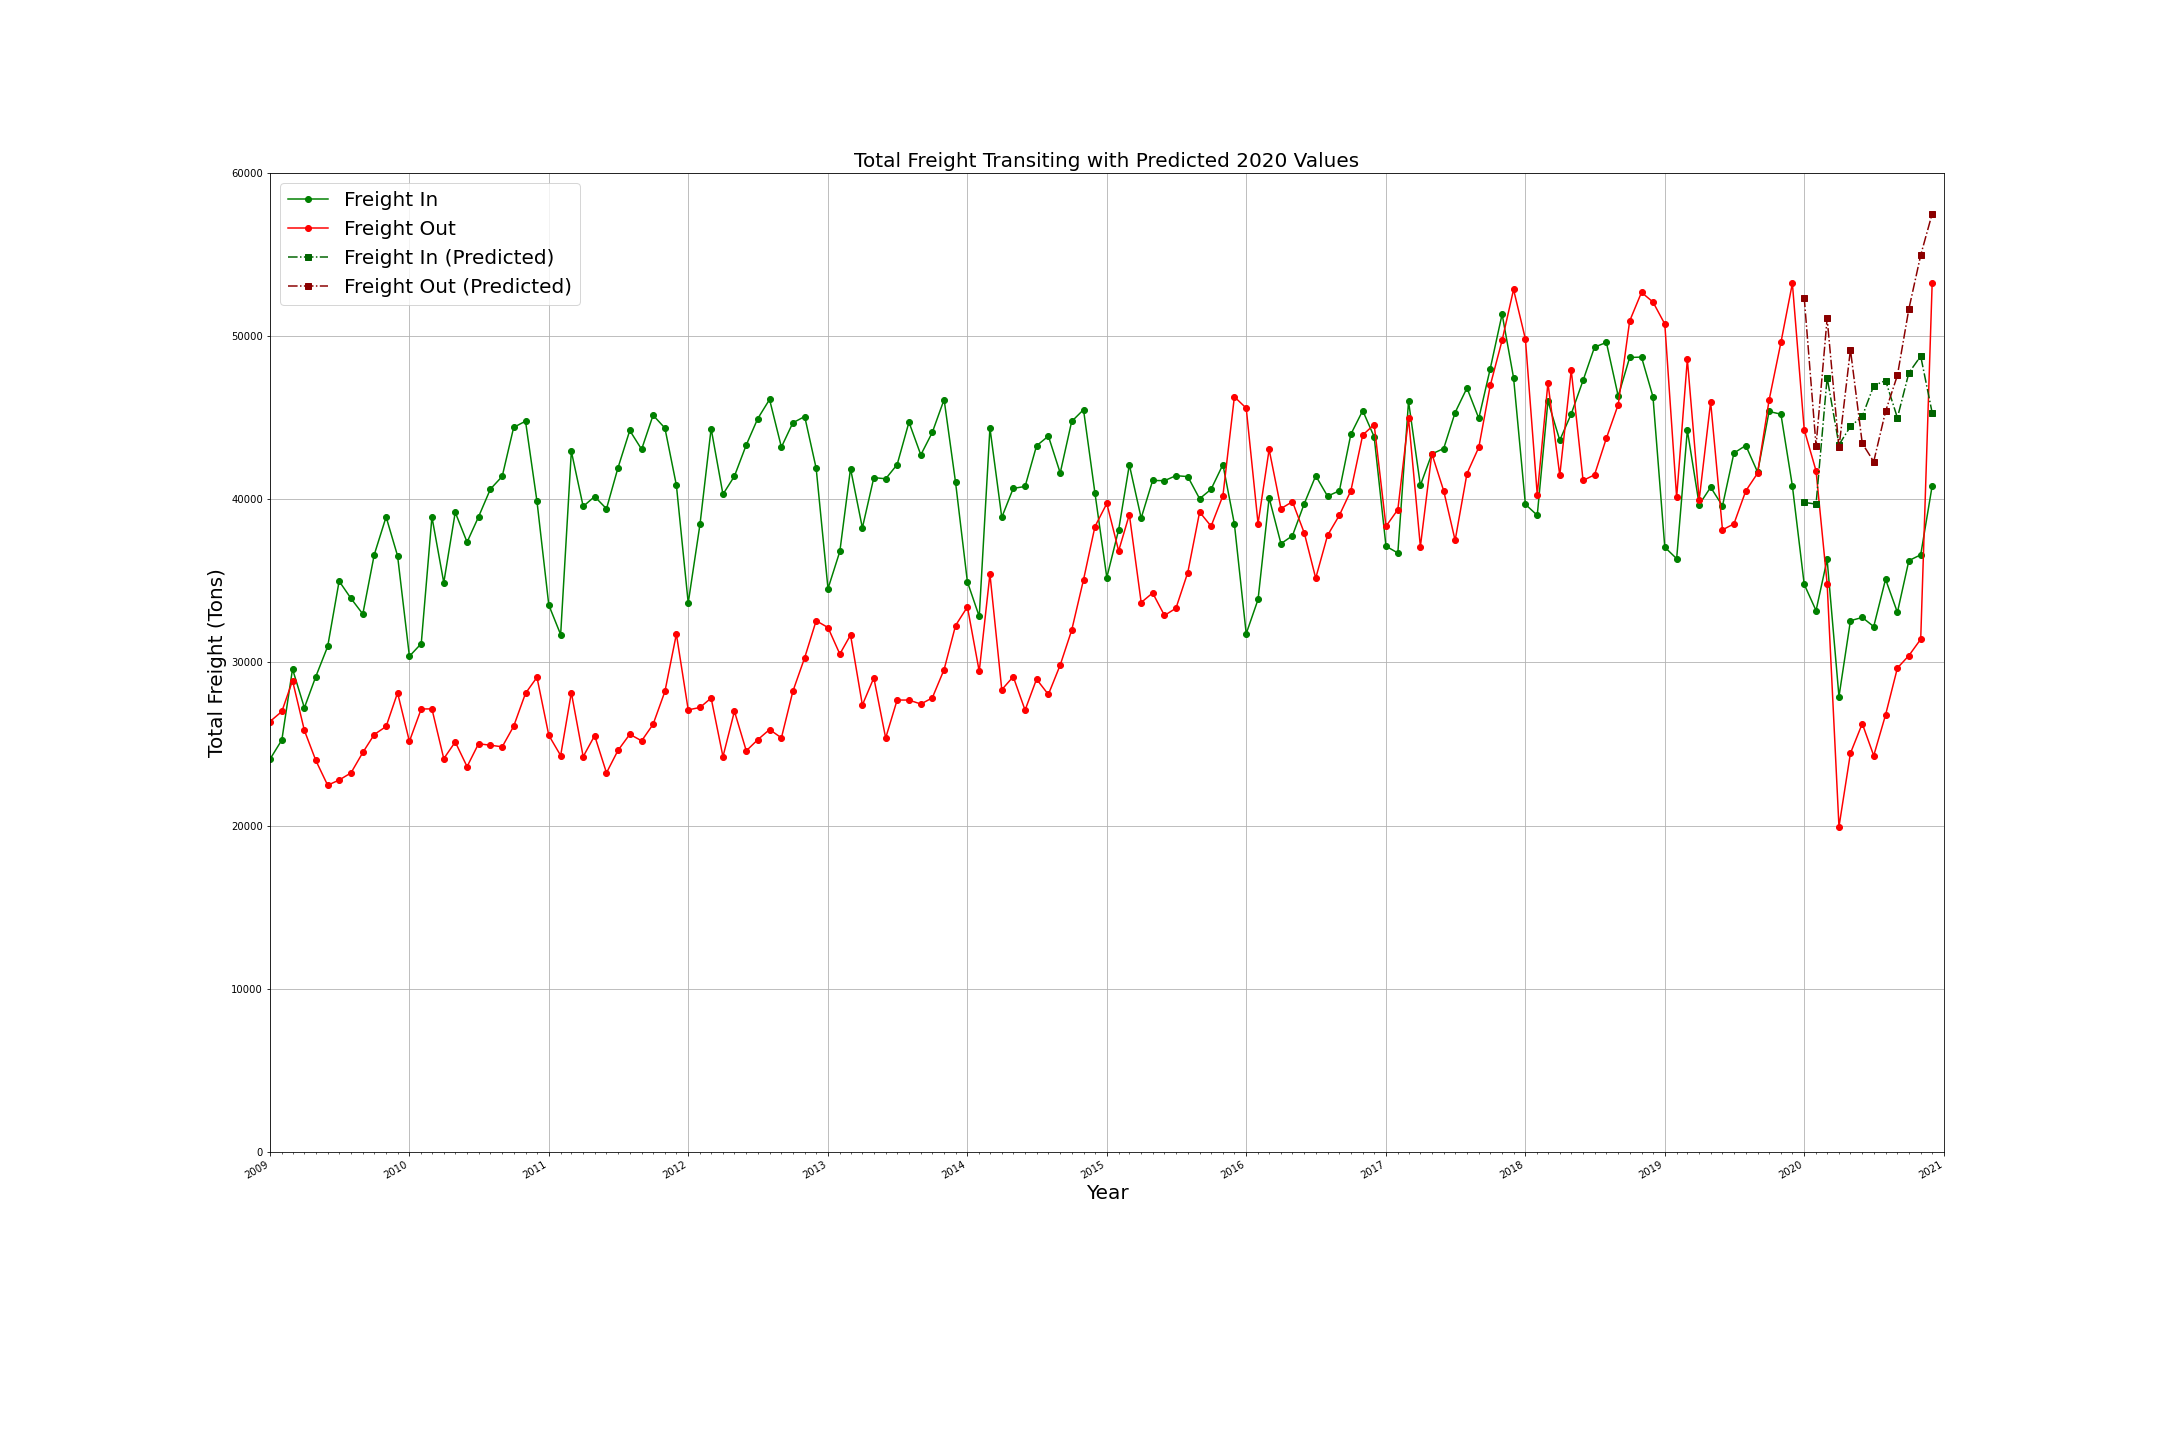 Total Freight Transiting with Predicted 2020 Values
60000
50000
40000
30000
20000
10000
0
Freight In
Freight Out
Freight In (Predicted)
Freight Out (Predicted)
Total Freight (Tons)
2009 2010 2011 2012 2013 2014 2015 2016 2017 2018 2019 2020 2021
Year